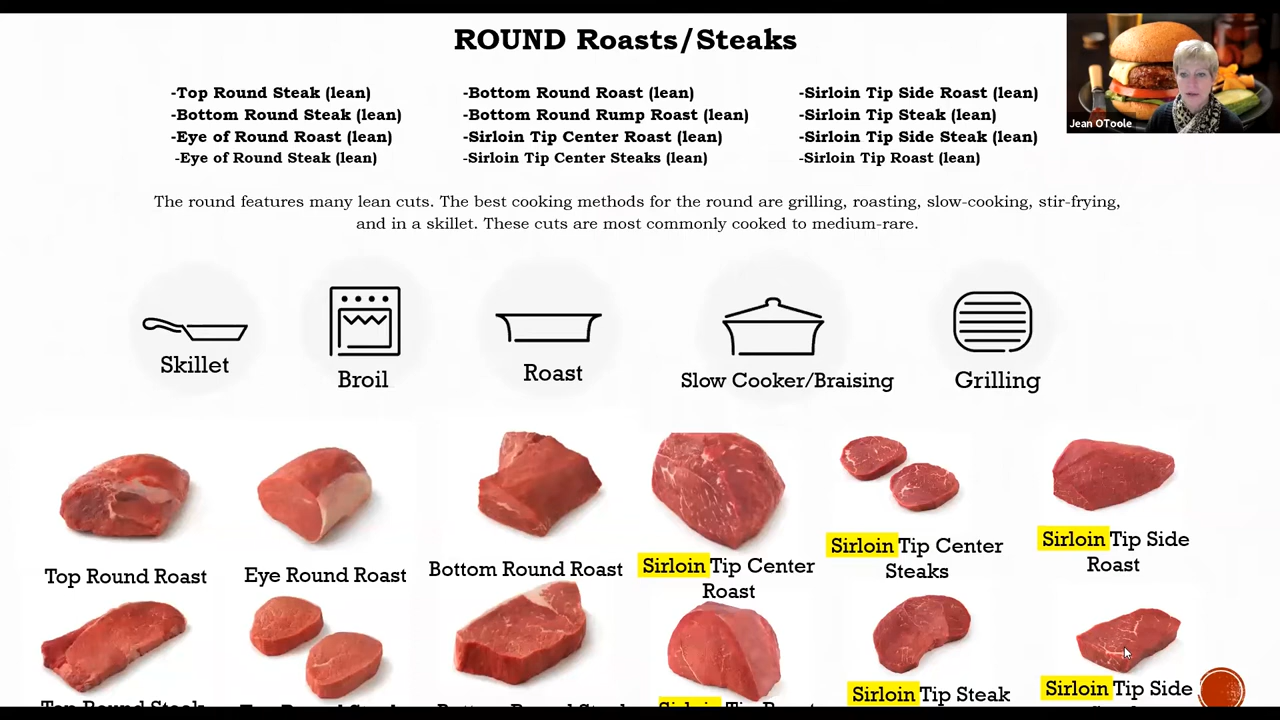 ROUND Roasts/Steaks
Jean OToole
-Top Round Steak (lean)
-Bottom Round Steak (lean)
-Eye of Round Roast (lean)
-Eye of Round Steak (lean)
-Bottom Round Roast (lean)
-Bottom Round Rump Roast (lean)
-Sirloin Tip Center Roast (lean)
-Sirloin Tip Center Steaks (lean)
-Sirloin Tip Side Roast (lean)
-Sirloin Tip Steak (lean)
-Sirloin Tip Side Steak (lean)
-Sirloin Tip Roast (lean)
The round features many lean cuts. The best cooking methods for the round are grilling, roasting, slow-cooking, stir-frying,
and in a skillet. These cuts are most commonly cooked to medium-rare.
Skillet
Broil
Roast
Slow Cooker/Braising
Grilling
Top Round Roast
Eye Round Roast
Bottom Round Roast
Sirloin Tip Center
Roast
Sirloin Tip Center
Steaks
Sirloin Tip Side
Roast
Top Round Steak
Sirloin Tip Roast
Sirloin Tip Steak
Sirloin Tip Side